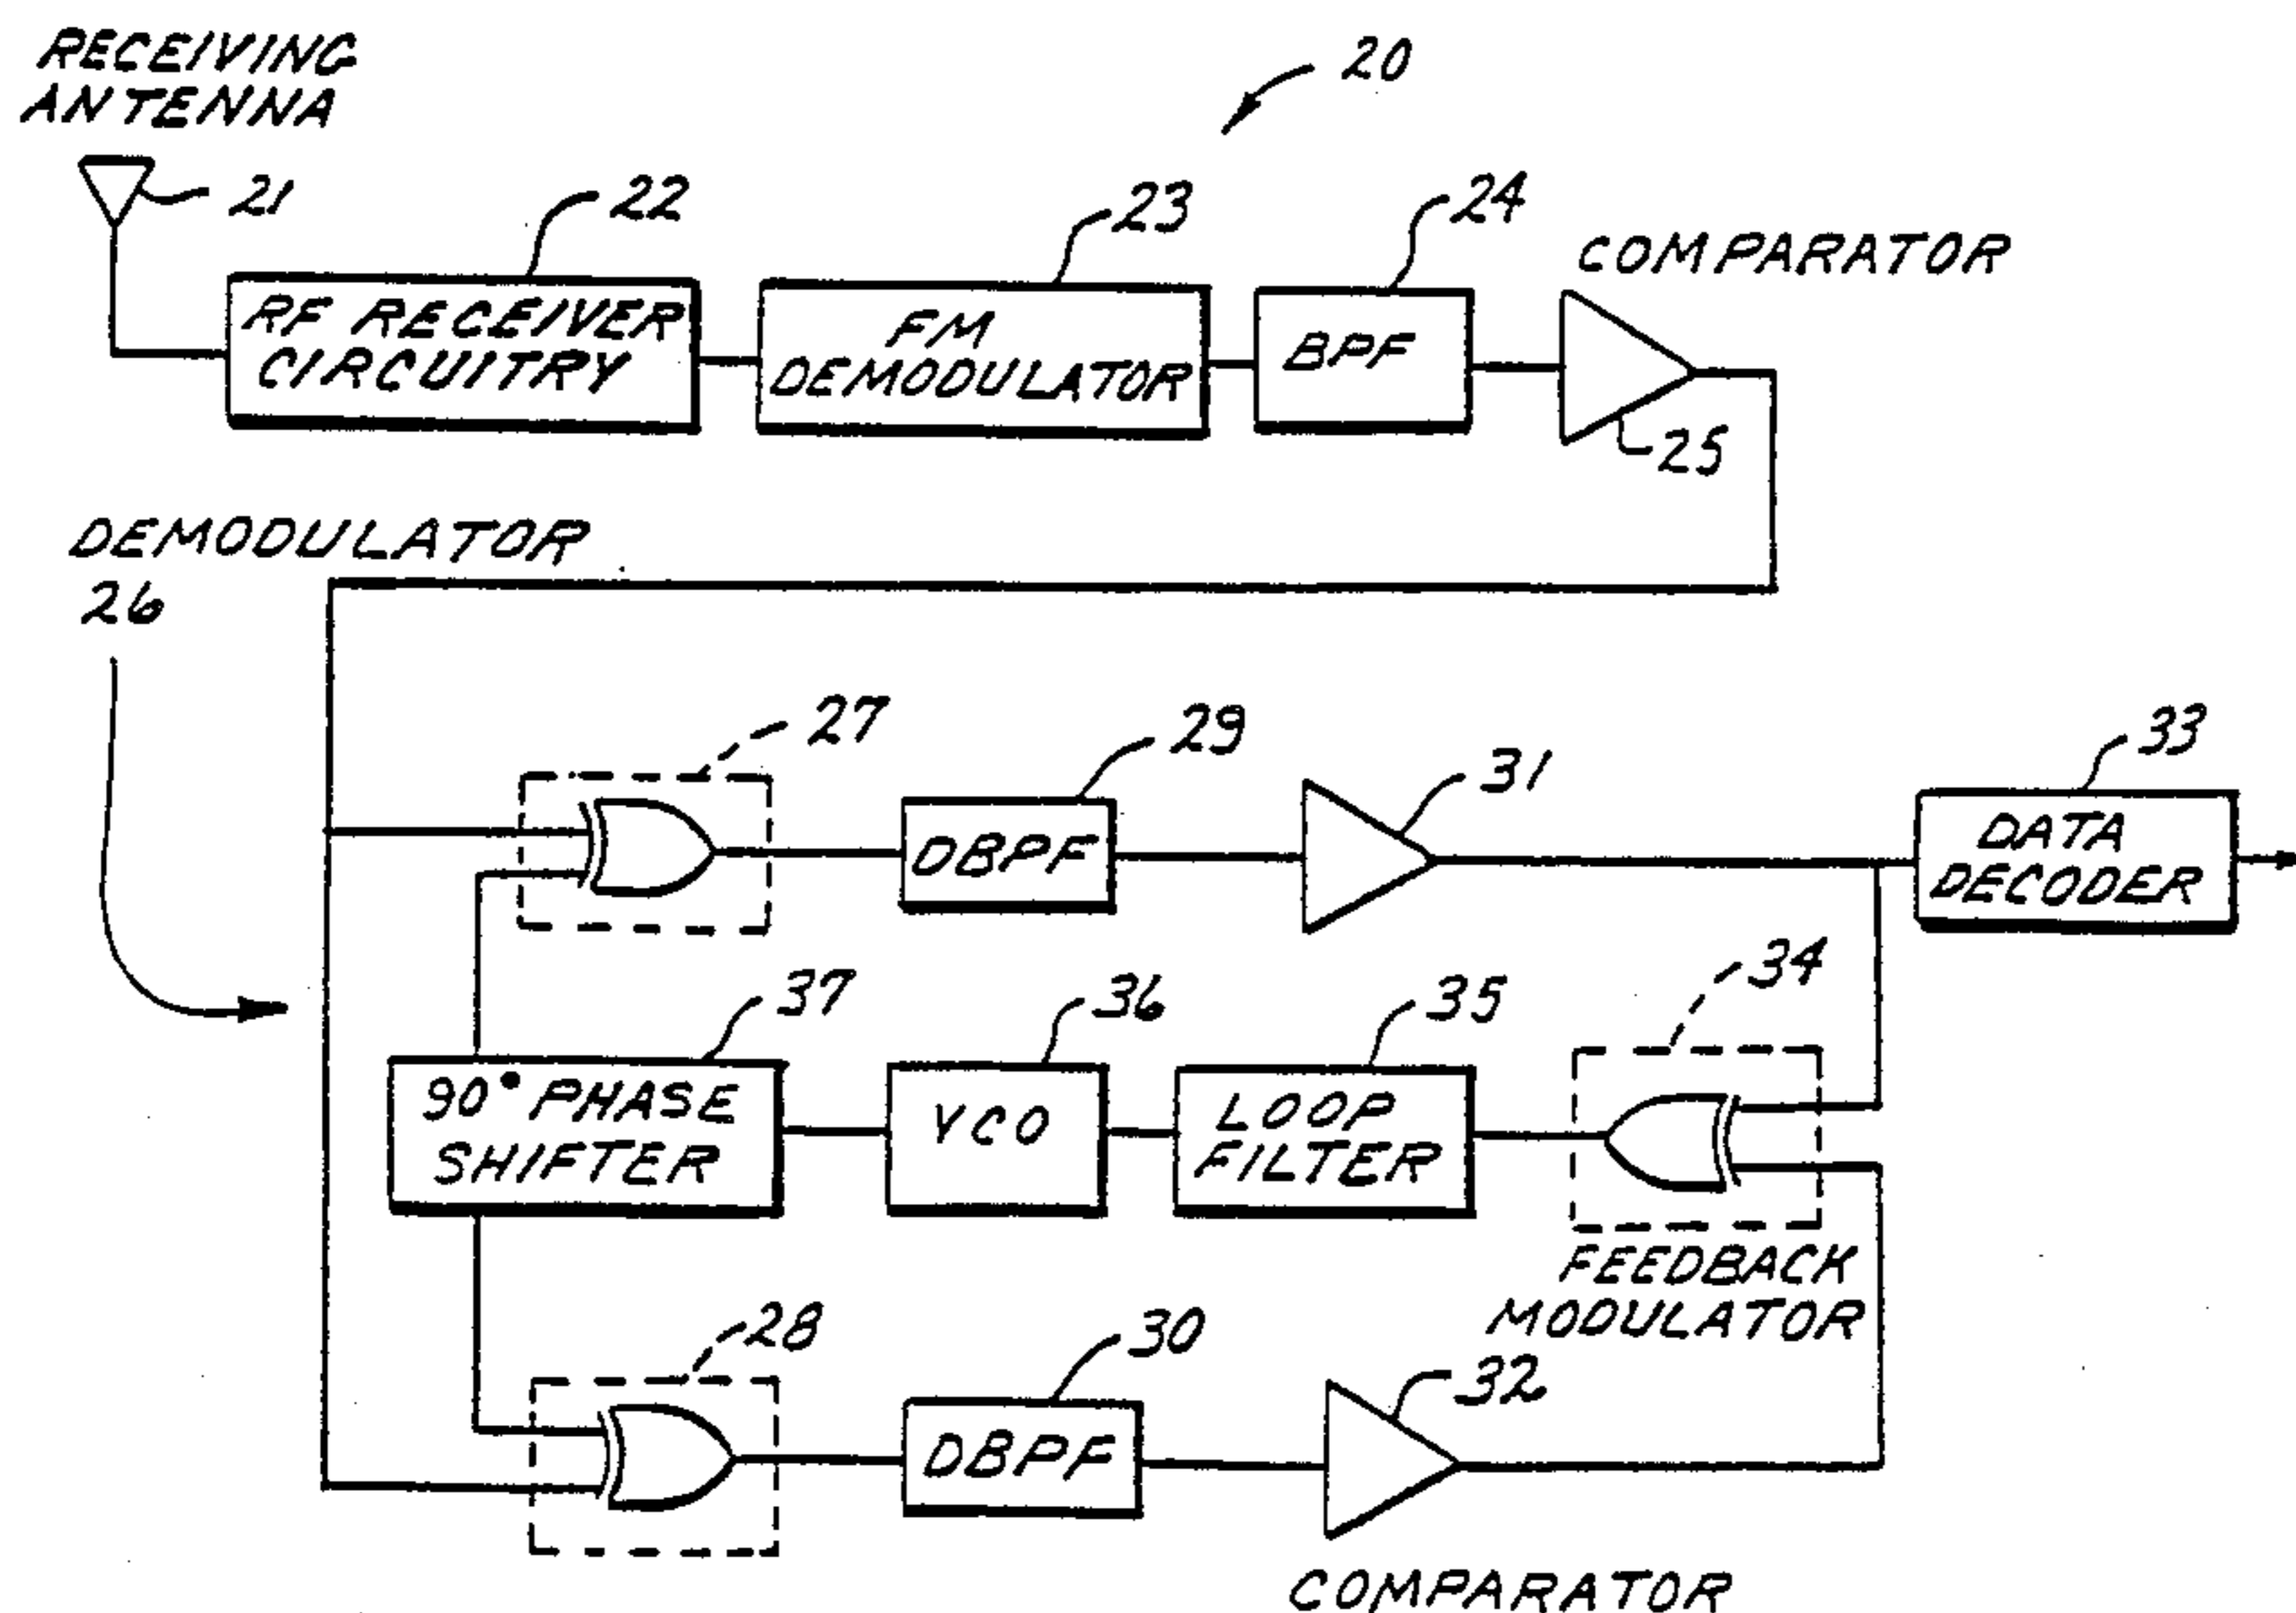 RECEIVING
ANTENNA
20
21
22
23
24
COMPARATOR
RF RECEIVER
CIRCUITRY
FM
DEMODULATOR
BPF
25
DEMODULATOR
26
27
29
31
33
DBPF
DATA
DECODER
37
36
35
34
90° PHASE
SHIFTER
VCO
LOOP
FILTER
FEEDBACK
MODULATOR
28
30
32
DBPF
COMPARATOR